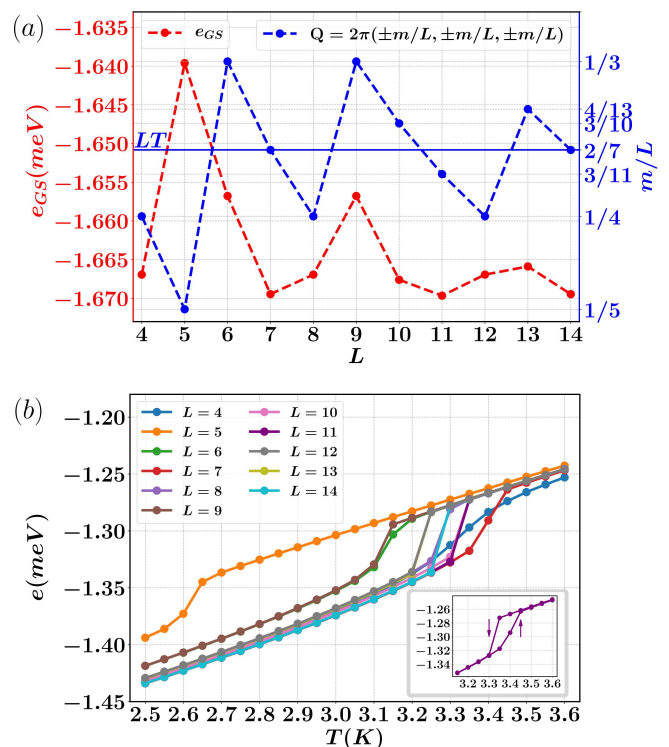 (a)
e_GS
Q = 2π(±m/L, ±m/L, ±m/L)
−1.635
−1.640
−1.645
−1.650
−1.655
−1.660
−1.665
−1.670
e_GS(meV)
LT
1/3
4/13
3/10
2/7
3/11
1/4
1/5
m/L
4 5 6 7 8 9 10 11 12 13 14
L
(b)
−1.20
−1.25
−1.30
−1.35
−1.40
−1.45
e(meV)
L = 4 L = 10
L = 5 L = 11
L = 6 L = 12
L = 7 L = 13
L = 8 L = 14
L = 9
−1.26
−1.28
−1.30
−1.32
−1.34
3.2 3.3 3.4 3.5 3.6
2.5 2.6 2.7 2.8 2.9 3.0 3.1 3.2 3.3 3.4 3.5 3.6
T(K)